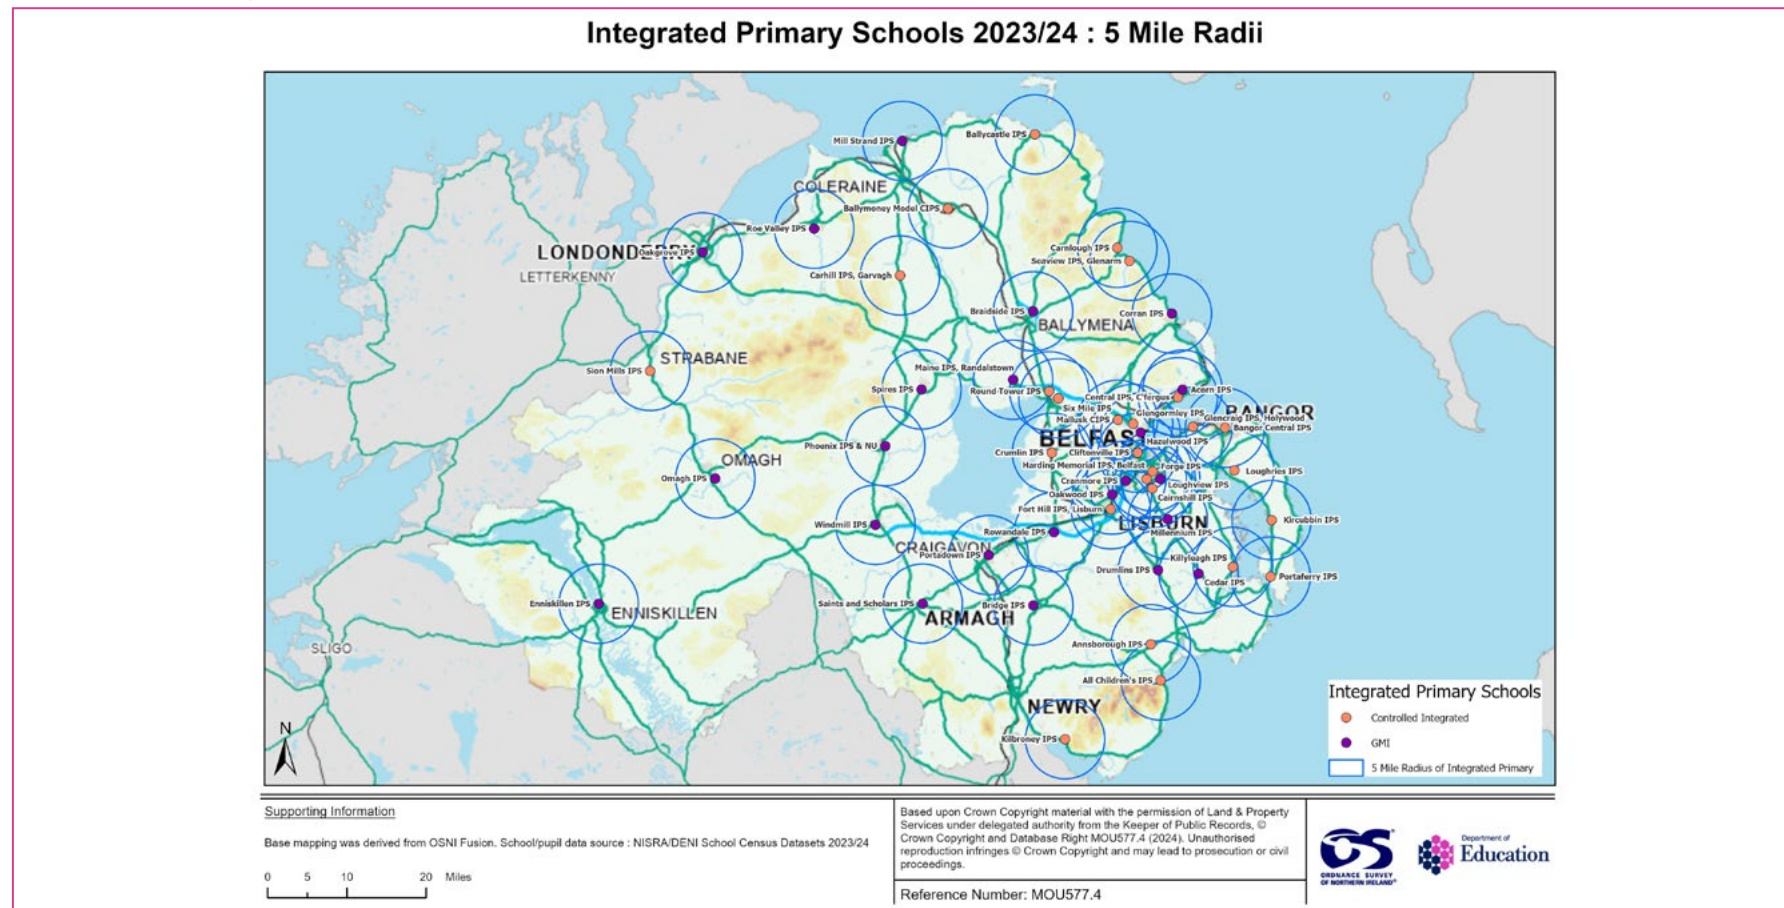 Integrated Primary Schools 2023/24 : 5 Mile Radii
Mill Strand IPS
Ballycastle IPS
COLERAINE
Ballymoney Model CIPS
Roe Valley IPS
LONDONDERRY
Oakgrove IPS
LETTERKENNY
Carnlough IPS
Seaview IPS, Glenarm
Carhill IPS, Garvagh
Braidside IPS
Corran IPS
BALLYMENA
STRABANE
Sion Mills IPS
Maine IPS, Randalstown
Spires IPS
Round Tower IPS
Acorn IPS
Central IPS, C'fergus
Six Mile IPS
Glengormley IPS
BANGOR
Mallusk CIPS
Glencraig IPS, Holywood
Bangor Central IPS
BELFAST
Hazelwood IPS
Phoenix IPS & NU
Crumlin IPS
Cliftonville IPS
OMAGH
Harding Memorial IPS, Belfast
Forge IPS
Loughries IPS
Omagh IPS
Cranmore IPS
Loughview IPS
Oakwood IPS
Cairnshill IPS
Fort Hill IPS, Lisburn
Kircubbin IPS
Windmill IPS
LISBURN
Rowandale IPS
Millennium IPS
CRAIGAVON
Portadown IPS
Killyleagh IPS
Drumlins IPS
Cedar IPS
Portaferry IPS
Enniskillen IPS
ENNISKILLEN
Saints and Scholars IPS
Bridge IPS
ARMAGH
SLIGO
Annsborough IPS
All Children's IPS
NEWRY
Kilbroney IPS
N
Integrated Primary Schools
Controlled Integrated
GMI
5 Mile Radius of Integrated Primary
Supporting Information
Base mapping was derived from OSNI Fusion. School/pupil data source : NISRA/DENI School Census Datasets 2023/24
0 5 10 20 Miles
Based upon Crown Copyright material with the permission of Land & Property
Services under delegated authority from the Keeper of Public Records, ©
Crown Copyright and Database Right MOU577.4 (2024). Unauthorised
reproduction infringes © Crown Copyright and may lead to prosecution or civil
proceedings.
Reference Number: MOU577.4
OS
ORDNANCE SURVEY
OF NORTHERN IRELAND®
Department of
Education